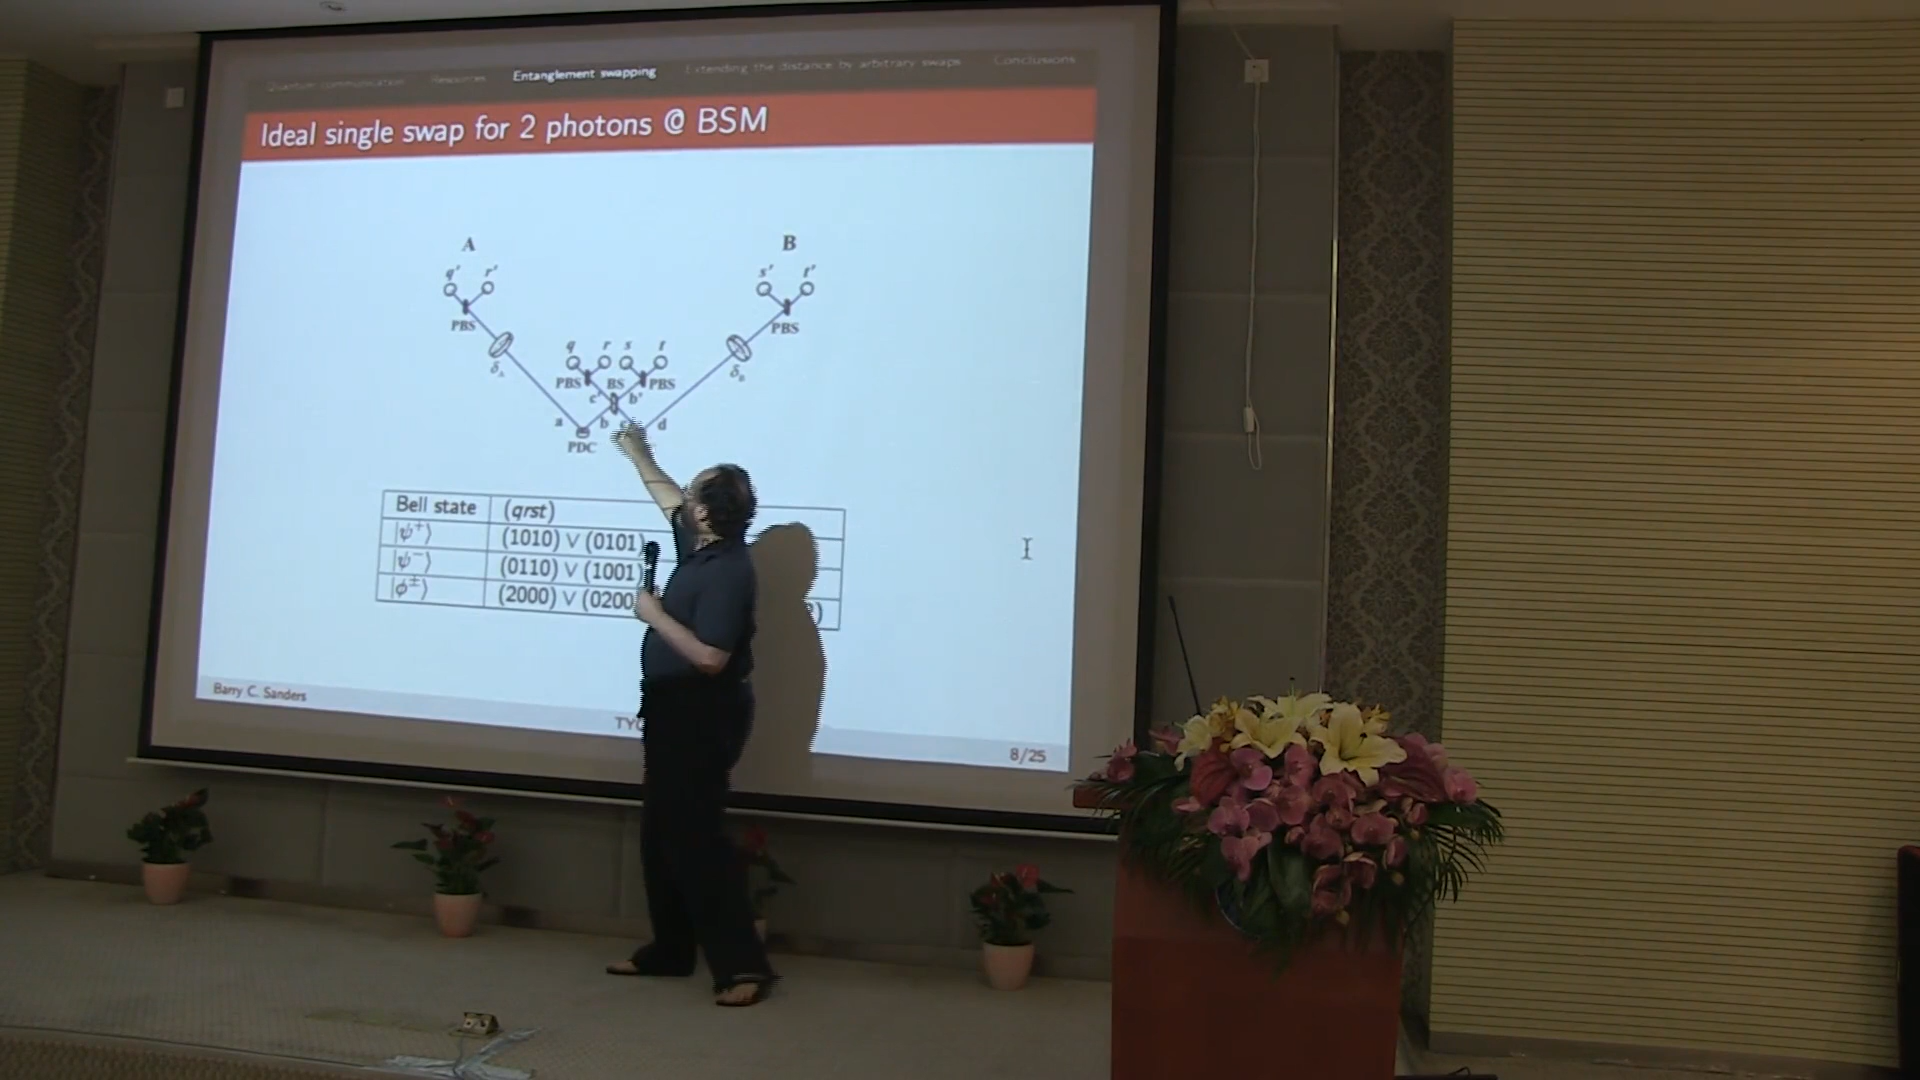 Quantum communication Resources Entanglement swapping Extending the distance by arbitrary swaps Conclusions
Ideal single swap for 2 photons @ BSM
A B
q' r' s' t'
PBS PBS
δA δB
q r s t
PBS BS PBS
c' b'
a b c d
PDC
Bell state (qrst)
|ψ⁺⟩ (1010) ∨ (0101)
|ψ⁻⟩ (0110) ∨ (1001)
|ϕ±⟩ (2000) ∨ (0200 )
Barry C. Sanders
8/25